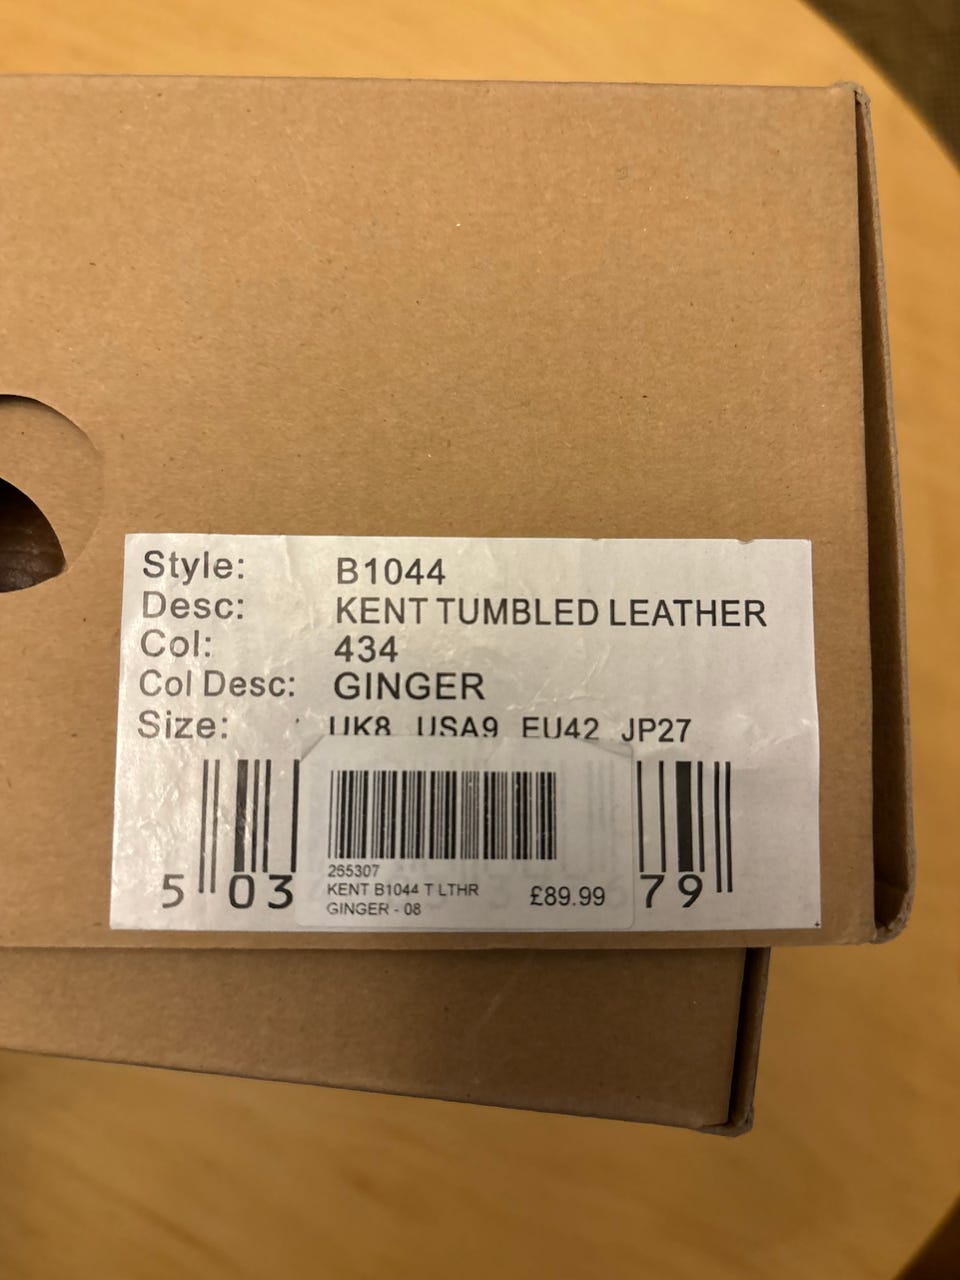 Style: B1044
Desc: KENT TUMBLED LEATHER
Col: 434
Col Desc: GINGER
Size: UK8 USA9 EU42 JP27
5 03 79
265307
KENT B1044 T LTHR £89.99
GINGER - 08